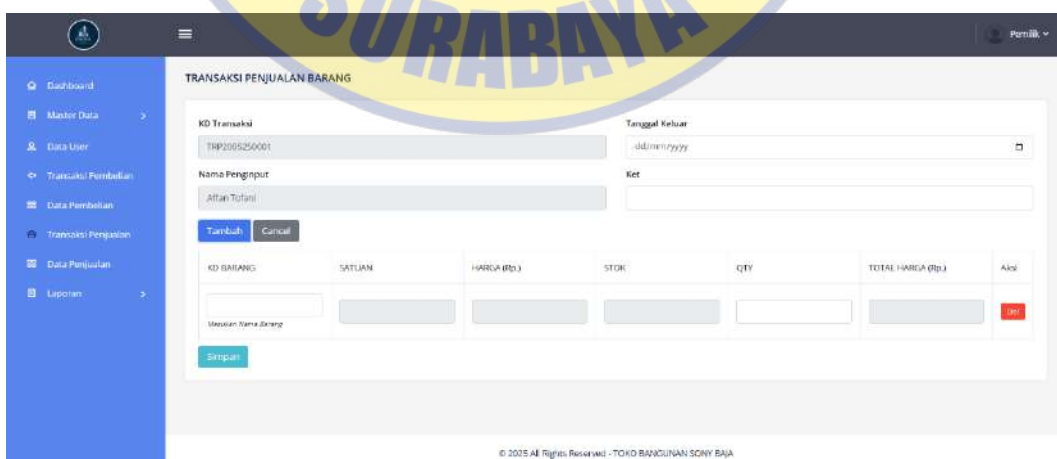 SURABAYA
Pemilik
TRANSAKSI PENJUALAN BARANG
Dashboard
Master Data
Data User
Transaksi Pembelian
Data Pembelian
Transaksi Penjualan
Data Penjualan
Laporan
KD Transaksi
Tanggal Keluar
TRP2005250001
dd/mm/yyyy
Nama Penginput
Ket
Affan Tofani
Tambah
Cancel
KD BARANG
SATUAN
HARGA (Rp.)
STOK
QTY
TOTAL HARGA (Rp.)
Aksi
Masukan Nama Barang
Del
Simpan
© 2025 All Rights Reserved - TOKO BANGUNAN SONY BAJA